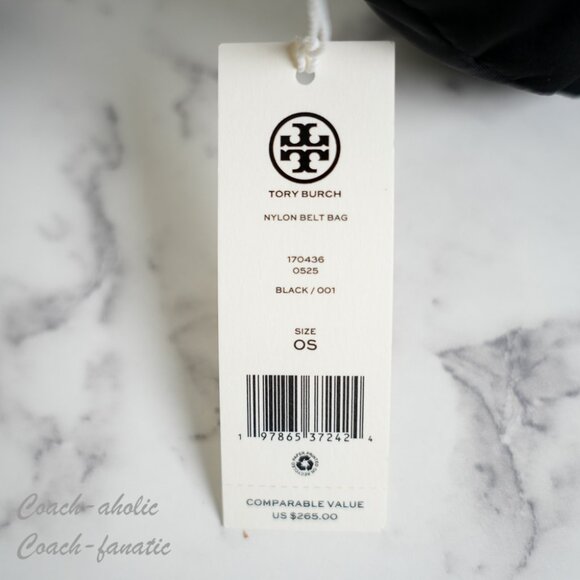 TORY BURCH
NYLON BELT BAG
170436
0525
BLACK / 001
SIZE
OS
1 97865 37242 4
COMPARABLE VALUE
US $265.00
Coach-aholic
Coach-fanatic